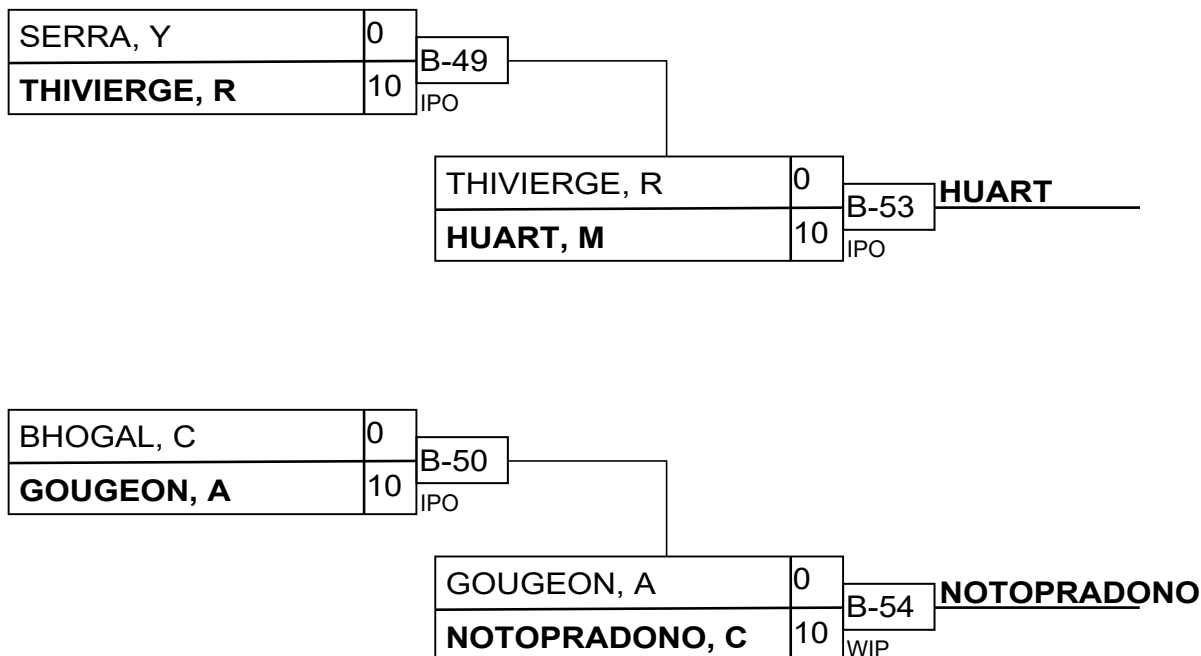 SERRA, Y 0
THIVIERGE, R 10
B-49
IPO
THIVIERGE, R 0
HUART, M 10
B-53
IPO
HUART
BHOGAL, C 0
GOUGEON, A 10
B-50
IPO
GOUGEON, A 0
NOTOPRADONO, C 10
B-54
WIP
NOTOPRADONO